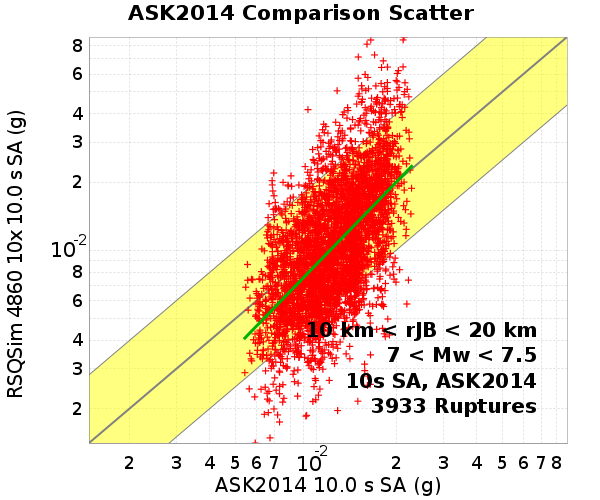 ASK2014 Comparison Scatter
RSQSim 4860 10x 10.0 s SA (g)
8
6
4
3
2
10⁻²
8
6
4
3
2
10 km < rJB < 20 km
7 < Mw < 7.5
10s SA, ASK2014
3933 Ruptures
2 3 4 5 6 7 10⁻² 2 3 4 5 6 7 8
ASK2014 10.0 s SA (g)